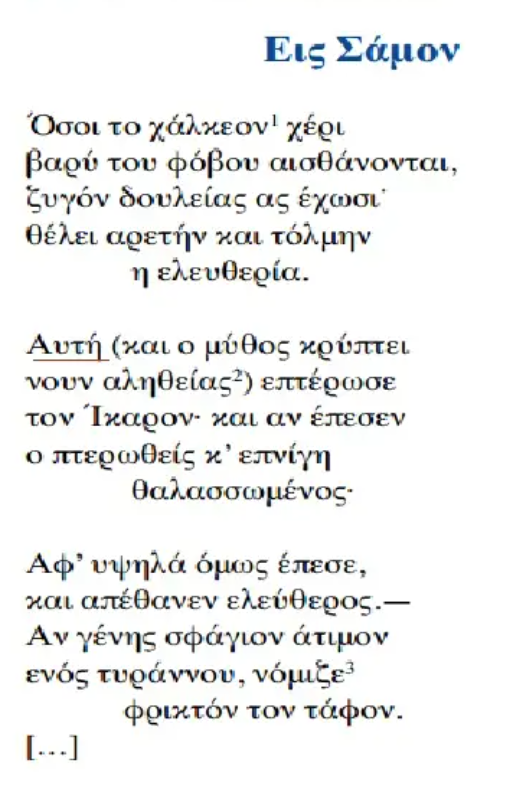 Εις Σάμον
Όσοι το χάλκεον¹ χέρι
βαρύ του φόβου αισθάνονται,
ζυγόν δουλείας ας έχωσι·
θέλει αρετήν και τόλμην
η ελευθερία.
Αυτή (και ο μύθος κρύπτει
νουν αληθείας²) επτέρωσε
τον Ίκαρον· και αν έπεσεν
ο πτερωθείς κ’ επνίγη
θαλασσωμένος·
Αφ’ υψηλά όμως έπεσε,
και απέθανεν ελεύθερος.—
Αν γένης σφάγιον άτιμον
ενός τυράννου, νόμιζε³
φρικτόν τον τάφον.
[...]